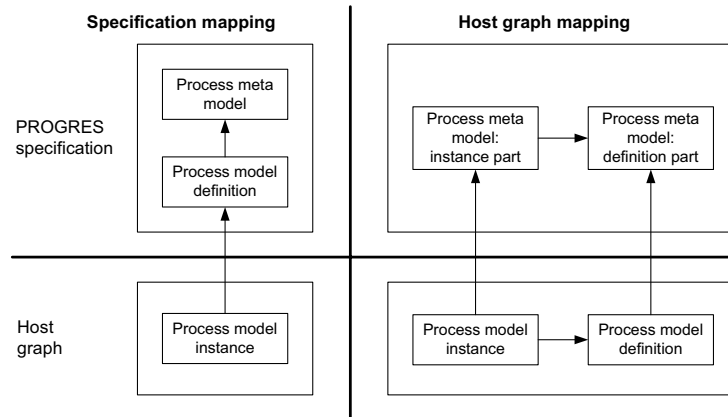 Specification mapping
Host graph mapping
PROGRES
specification
Process meta
model
Process model
definition
Process meta
model:
instance part
Process meta
model:
definition part
Host
graph
Process model
instance
Process model
instance
Process model
definition